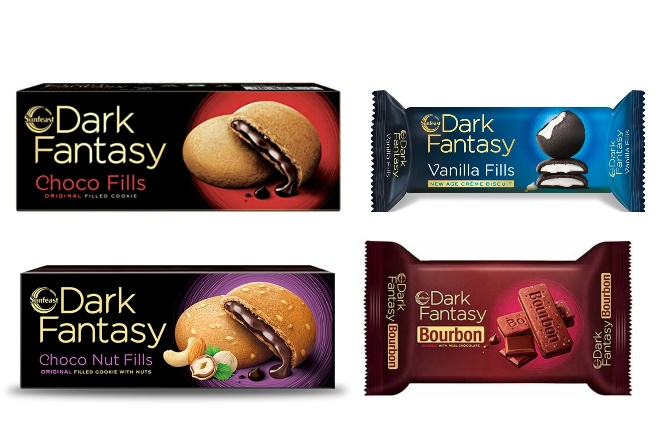 Sunfeast
Dark
Fantasy
Choco Fills
ORIGINAL FILLED COOKIE
Dark
Fantasy
Vanilla Fills
Sunfeast
Dark
Fantasy
Vanilla Fills
NEW AGE CRÈME BISCUIT
Dark
Fantasy
Vanilla Fills
Sunfeast
Dark
Fantasy
Choco Nut Fills
ORIGINAL FILLED COOKIE WITH NUTS
Dark
Fantasy
Bourbon
Sunfeast
Dark
Fantasy
Bourbon
WITH REAL CHOCOLATE
Bourbon
Bo
Dark
Fantasy
Bourbon